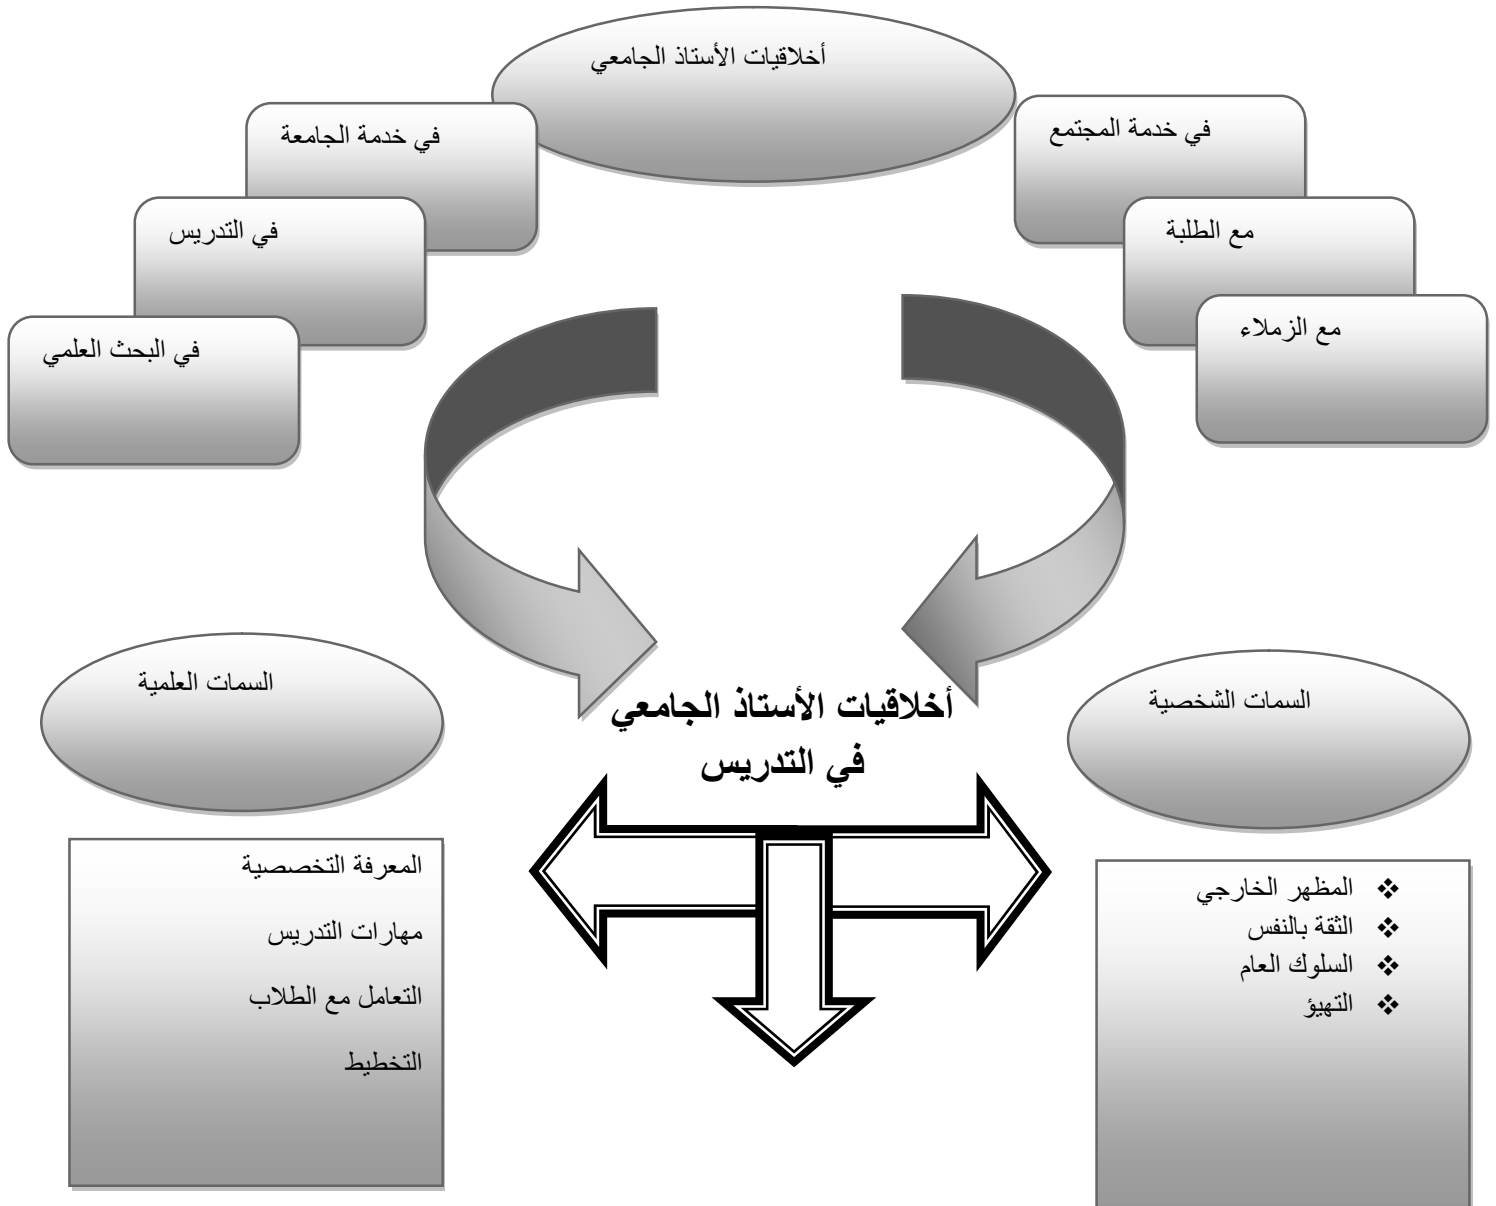 أخلاقيات الأستاذ الجامعي
في خدمة المجتمع
في خدمة الجامعة
مع الطلبة
في التدريس
مع الزملاء
في البحث العلمي
أخلاقيات الأستاذ الجامعي
في التدريس
السمات الشخصية
❖ المظهر الخارجي
❖ الثقة بالنفس
❖ السلوك العام
❖ التهيؤ
السمات العلمية
المعرفة التخصصية
مهارات التدريس
التعامل مع الطلاب
التخطيط